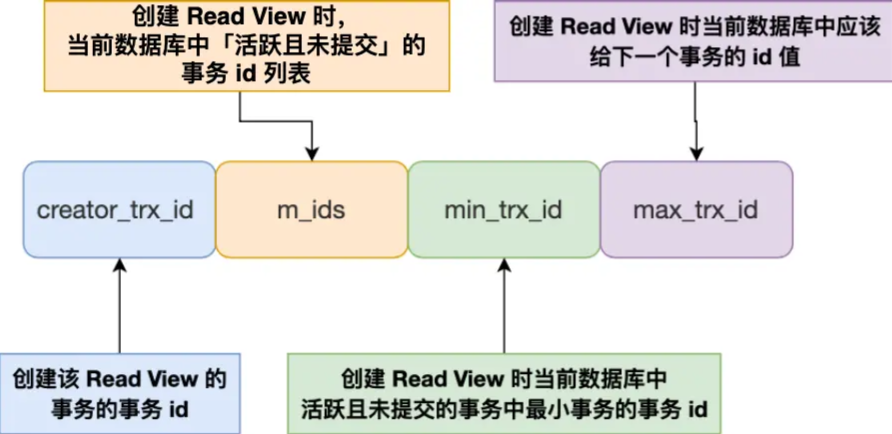 创建 Read View 时，
当前数据库中「活跃且未提交」的
事务 id 列表
创建 Read View 时当前数据库中应该
给下一个事务的 id 值
creator_trx_id
m_ids
min_trx_id
max_trx_id
创建该 Read View 的
事务的事务 id
创建 Read View 时当前数据库中
活跃且未提交的事务中最小事务的事务 id